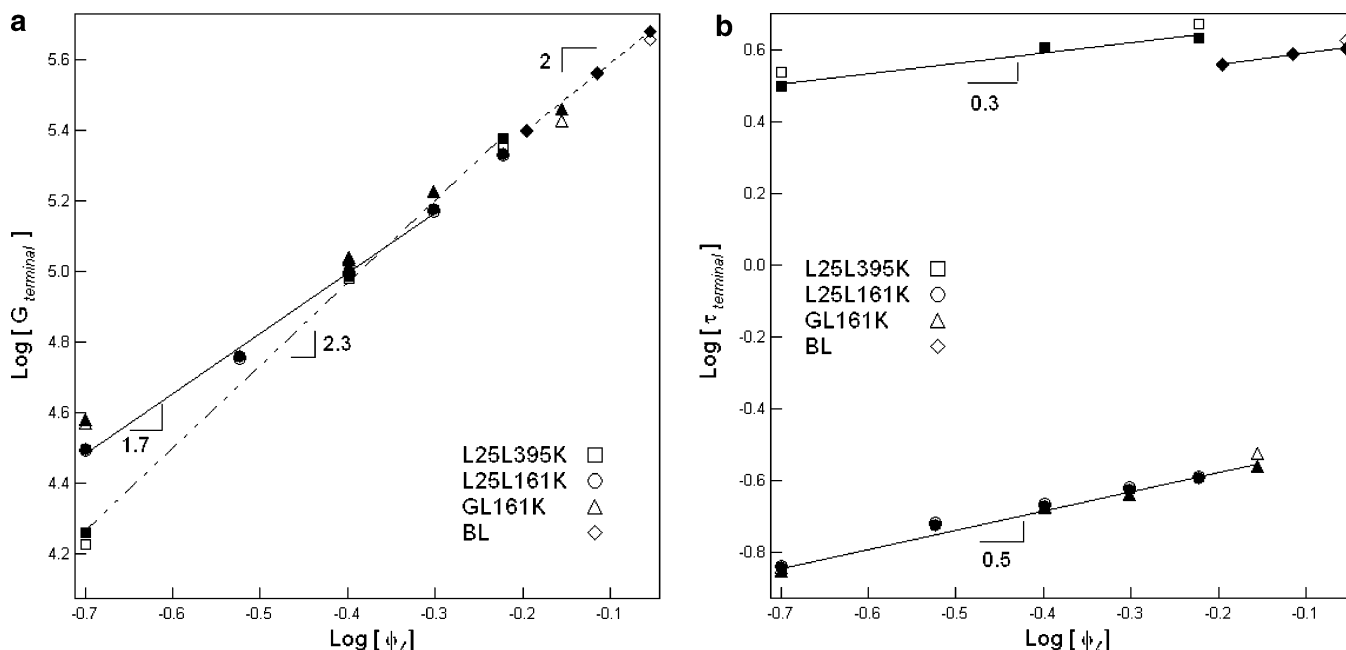 a
b
5.6
5.4
5.2
5.0
4.8
4.6
4.4
4.2
Log [ G terminal ]
2
2.3
1.7
L25L395K
L25L161K
GL161K
BL
-0.7
-0.6
-0.5
-0.4
-0.3
-0.2
-0.1
Log [ ϕℓ]
0.6
0.4
0.2
0.0
-0.2
-0.4
-0.6
-0.8
Log [ τ terminal ]
0.3
L25L395K
L25L161K
GL161K
BL
0.5
-0.7
-0.6
-0.5
-0.4
-0.3
-0.2
-0.1
Log [ ϕℓ]